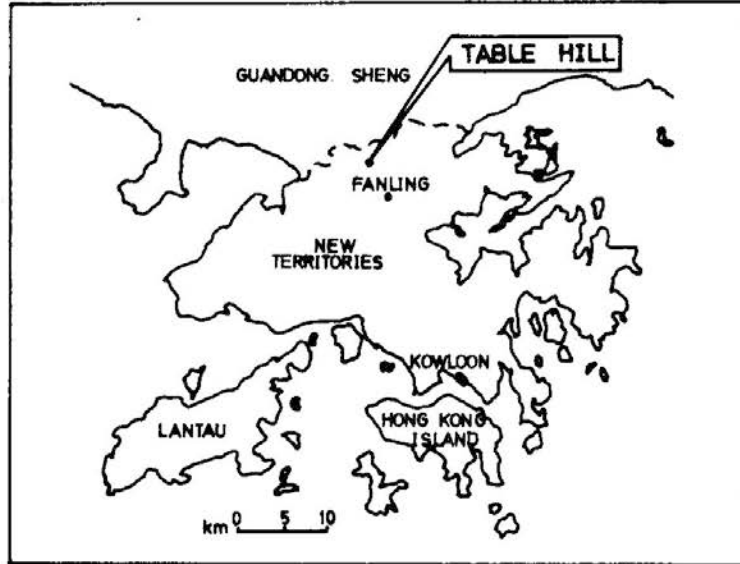 TABLE HILL
GUANDONG SHENG
FANLING
NEW
TERRITORIES
KOWLOON
HONG KONG
ISLAND
LANTAU
km 0 5 10